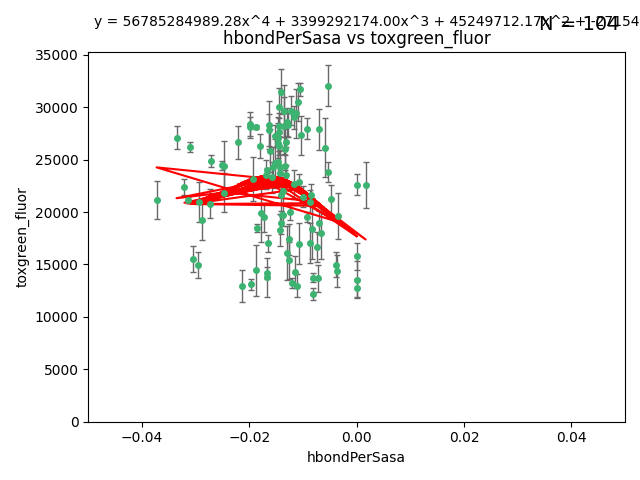 y = 56785284989.28x^4 + 3399292174.00x^3 + 45249712.17x^2 +
N = 104
hbondPerSasa vs toxgreen_fluor
35000
30000
25000
20000
15000
10000
5000
0
toxgreen_fluor
−0.04 −0.02 0.00 0.02 0.04
hbondPerSasa